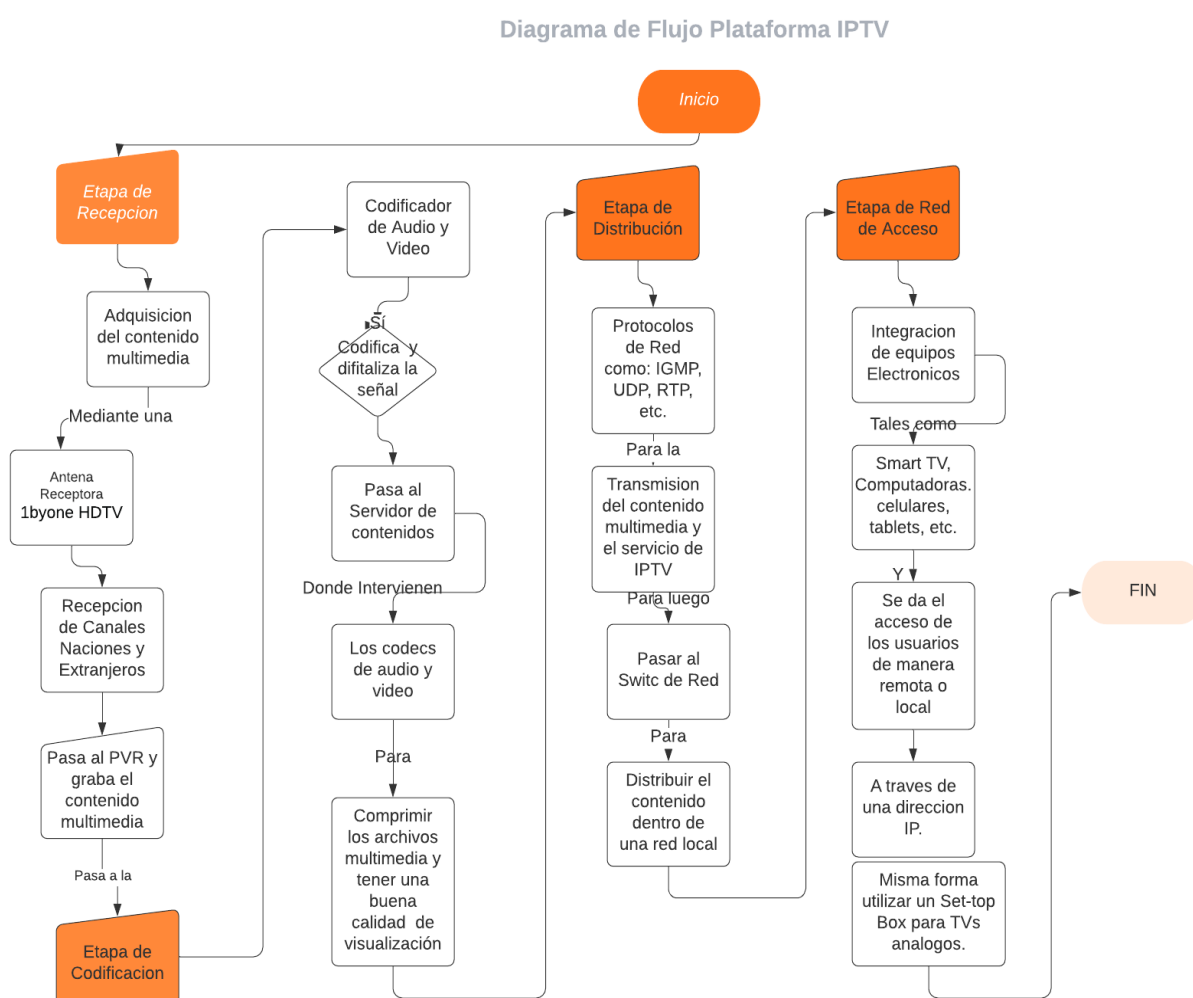 Diagrama de Flujo Plataforma IPTV
Inicio
Etapa de
Recepcion
Adquisicion
del contenido
multimedia
Mediante una
Antena
Receptora
1byone HDTV
Recepcion
de Canales
Naciones y
Extranjeros
Pasa al PVR y
graba el
contenido
multimedia
Pasa a la
Etapa de
Codificacion
Codificador
de Audio y
Video
Sí
Codifica y
difitaliza la
señal
Pasa al
Servidor de
contenidos
Donde Intervienen
Los codecs
de audio y
video
Para
Comprimir
los archivos
multimedia y
tener una
buena
calidad de
visualización
Etapa de
Distribución
Protocolos
de Red
como: IGMP,
UDP, RTP,
etc.
Para la
Transmision
del contenido
multimedia y
el servicio de
IPTV
Para luego
Pasar al
Switc de Red
Para
Distribuir el
contenido
dentro de
una red local
Etapa de Red
de Acceso
Integracion
de equipos
Electronicos
Tales como
Smart TV,
Computadoras.
celulares,
tablets, etc.
Y
Se da el
acceso de
los usuarios
de manera
remota o
local
A traves de
una direccion
IP.
Misma forma
utilizar un Set-top
Box para TVs
analogos.
FIN